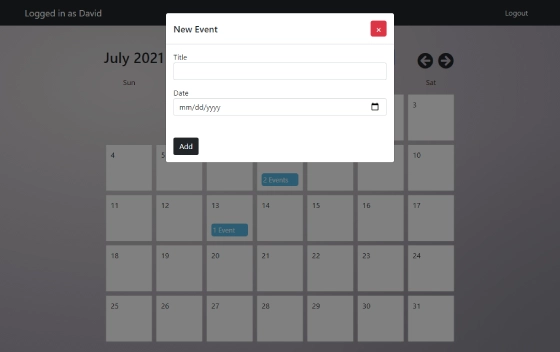 Logged in as David
Logout
New Event
×
July 2021
Title
Sun
Sat
Date
mm/dd/yyyy
3
Add
4
10
2 Events
11 12 13 14 15 16 17
1 Event
18 19 20 21 22 23 24
25 26 27 28 29 30 31